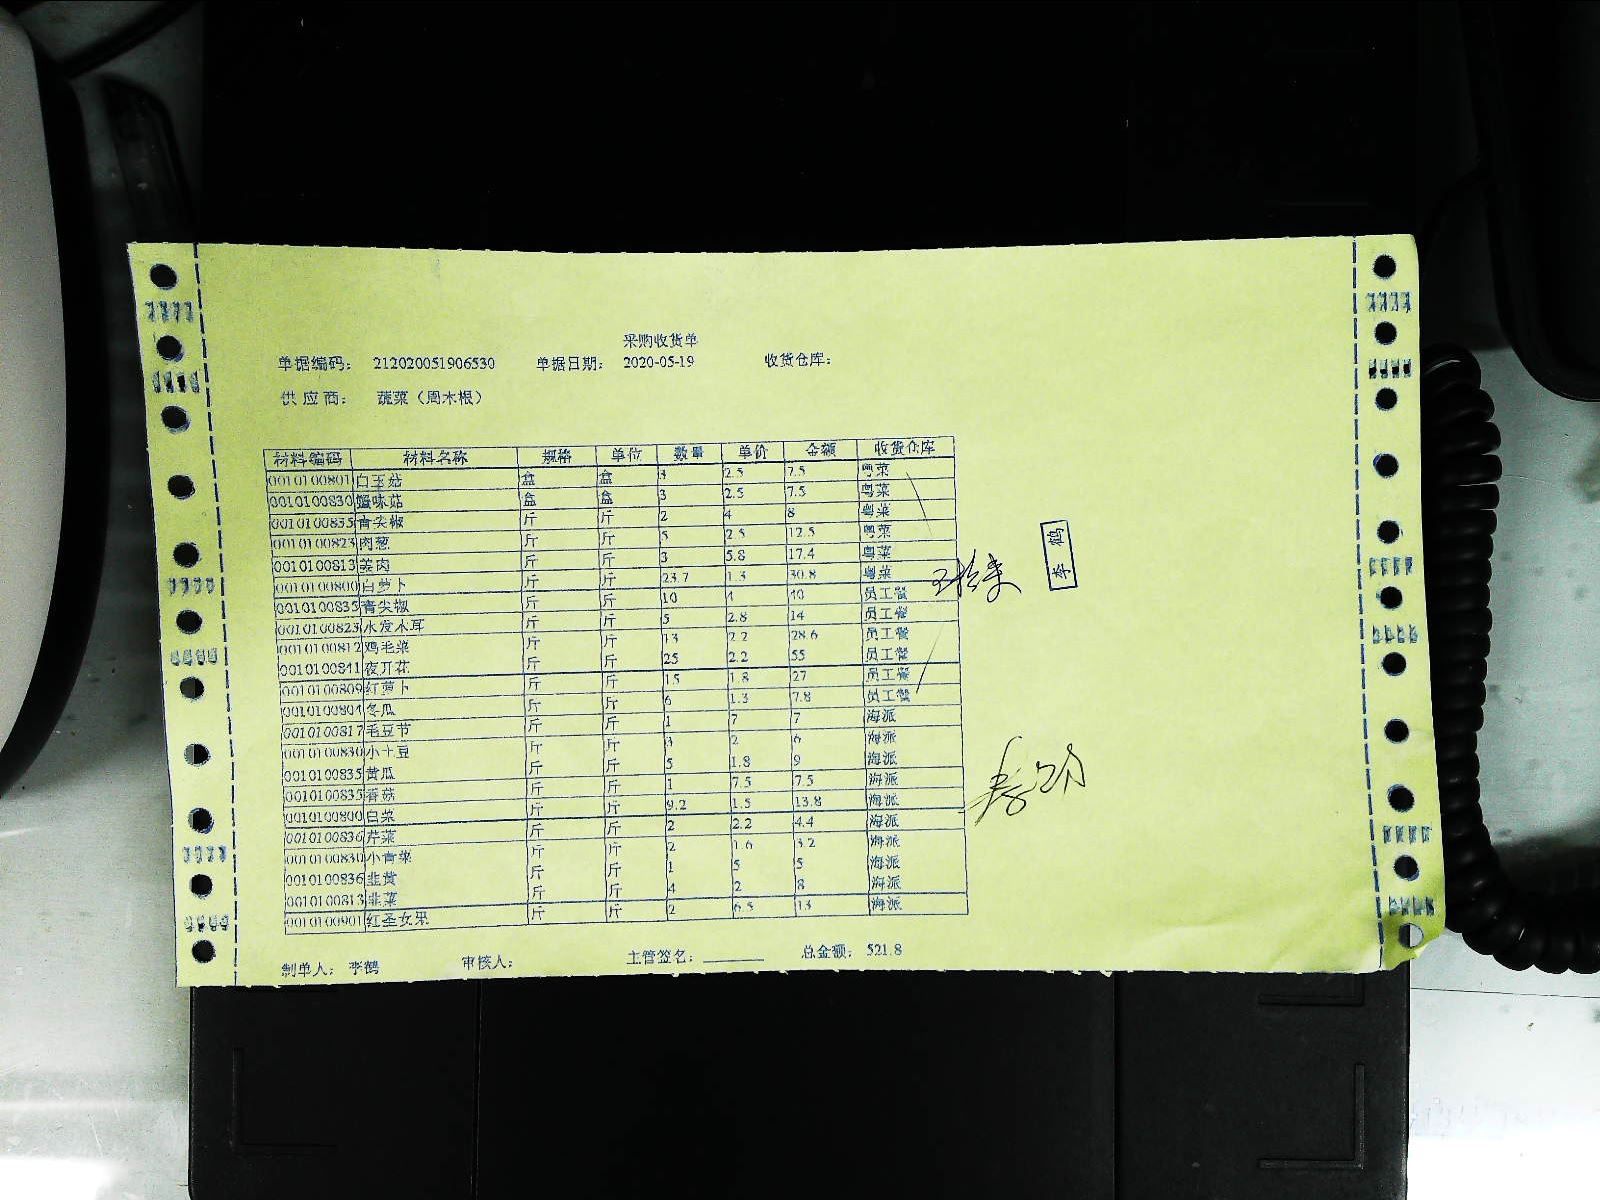 采购收货单
单据编码: 212020051906530 单据日期: 2020-05-19 收货仓库:
供应商: 蔬菜（周木根）
材料编码 材料名称 规格 单位 数量 单价 金额 收货仓库
0010100801 白玉菇 盒 盒 3 2.5 7.5 粤菜
0010100830 蟹味菇 盒 盒 3 2.5 7.5 粤菜
0010100835 青尖椒 斤 斤 2 4 8 粤菜
0010100823 肉葱 斤 斤 5 2.5 12.5 粤菜
0010100813 姜肉 斤 斤 3 5.8 17.4 粤菜
0010100800 白萝卜 斤 斤 23.7 1.3 30.8 粤菜
0010100835 青尖椒 斤 斤 10 4 40 员工餐
0010100823 水发木耳 斤 斤 5 2.8 14 员工餐
0010100812 鸡毛菜 斤 斤 13 2.2 28.6 员工餐
0010100841 夜开花 斤 斤 25 2.2 55 员工餐
0010100809 红萝卜 斤 斤 15 1.8 27 员工餐
0010100804 冬瓜 斤 斤 6 1.3 7.8 员工餐
0010100817 毛豆节 斤 斤 1 7 7 海派
0010100830 小土豆 斤 斤 3 2 6 海派
0010100835 黄瓜 斤 斤 5 1.8 9 海派
0010100835 香菇 斤 斤 1 7.5 7.5 海派
0010100800 白菜 斤 斤 9.2 1.5 13.8 海派
0010100836 芹菜 斤 斤 2 2.2 4.4 海派
0010100830 小青菜 斤 斤 2 1.6 3.2 海派
0010100836 韭黄 斤 斤 1 5 5 海派
0010100813 韭菜 斤 斤 4 2 8 海派
0010100901 红圣女果 斤 斤 2 6.5 13 海派
李鹤
制单人: 李鹤 审核人: 主管签名: 总金额: 521.8